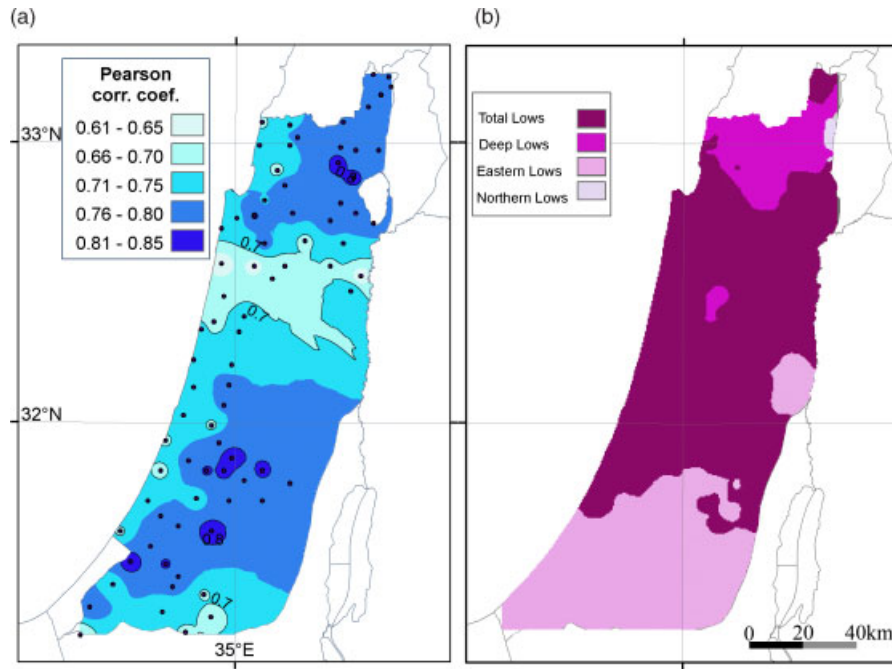 (a)
(b)
Pearson
corr. coef.
0.61 - 0.65
0.66 - 0.70
0.71 - 0.75
0.76 - 0.80
0.81 - 0.85
Total Lows
Deep Lows
Eastern Lows
Northern Lows
33°N
0.7
0.7
32°N
0.8
0.7
35°E
0 20 40km